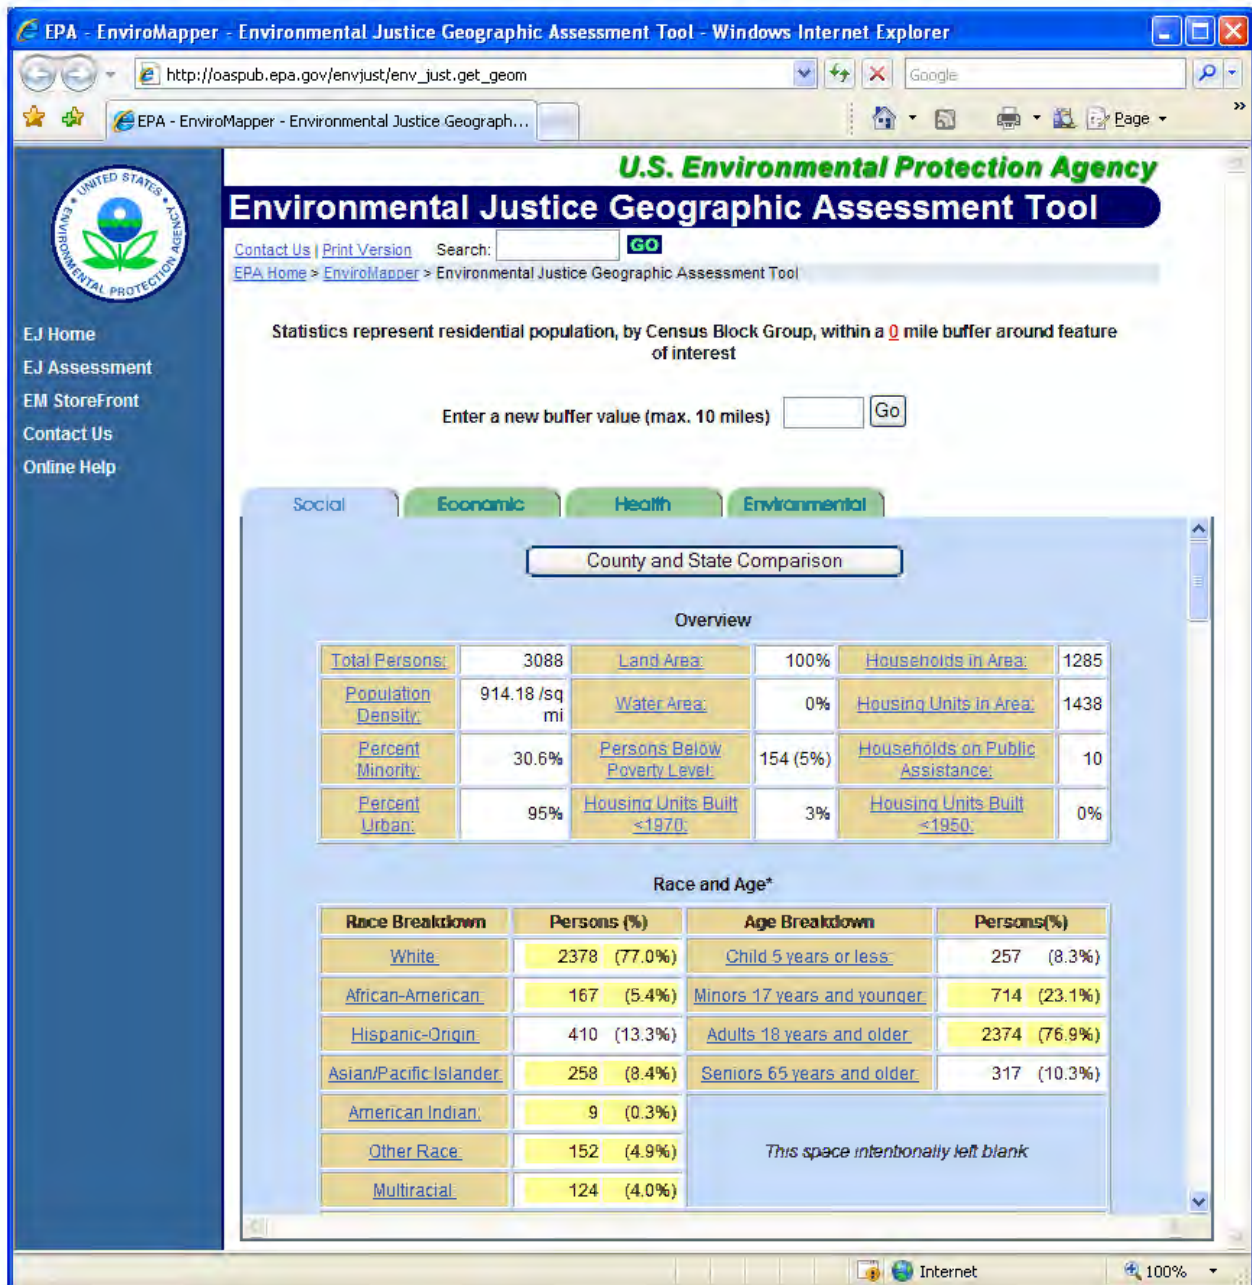 EPA - EnviroMapper - Environmental Justice Geographic Assessment Tool - Windows Internet Explorer
http://oaspub.epa.gov/envjust/env_just.get_geom
Google
EPA - EnviroMapper - Environmental Justice Geograph...
Page
»
UNITED STATES ENVIRONMENTAL PROTECTION AGENCY
U.S. Environmental Protection Agency
Environmental Justice Geographic Assessment Tool
Contact Us | Print Version Search: GO
EPA Home > EnviroMapper > Environmental Justice Geographic Assessment Tool
EJ Home
EJ Assessment
EM StoreFront
Contact Us
Online Help
Statistics represent residential population, by Census Block Group, within a 0 mile buffer around feature
of interest
Enter a new buffer value (max. 10 miles) Go
Social Economic Health Environmental
County and State Comparison
Overview
Total Persons: 3088 Land Area: 100% Households in Area: 1285
Population Density: 914.18 /sq mi Water Area: 0% Housing Units in Area: 1438
Percent Minority: 30.6% Persons Below Poverty Level: 154 (5%) Households on Public Assistance: 10
Percent Urban: 95% Housing Units Built <1970: 3% Housing Units Built <1950: 0%
Race and Age*
Race Breakdown Persons (%) Age Breakdown Persons(%)
White: 2378 (77.0%) Child 5 years or less: 257 (8.3%)
African-American: 167 (5.4%) Minors 17 years and younger: 714 (23.1%)
Hispanic-Origin: 410 (13.3%) Adults 18 years and older: 2374 (76.9%)
Asian/Pacific Islander: 258 (8.4%) Seniors 65 years and older: 317 (10.3%)
American Indian: 9 (0.3%)
Other Race: 152 (4.9%) This space intentionally left blank
Multiracial: 124 (4.0%)
Internet 100%